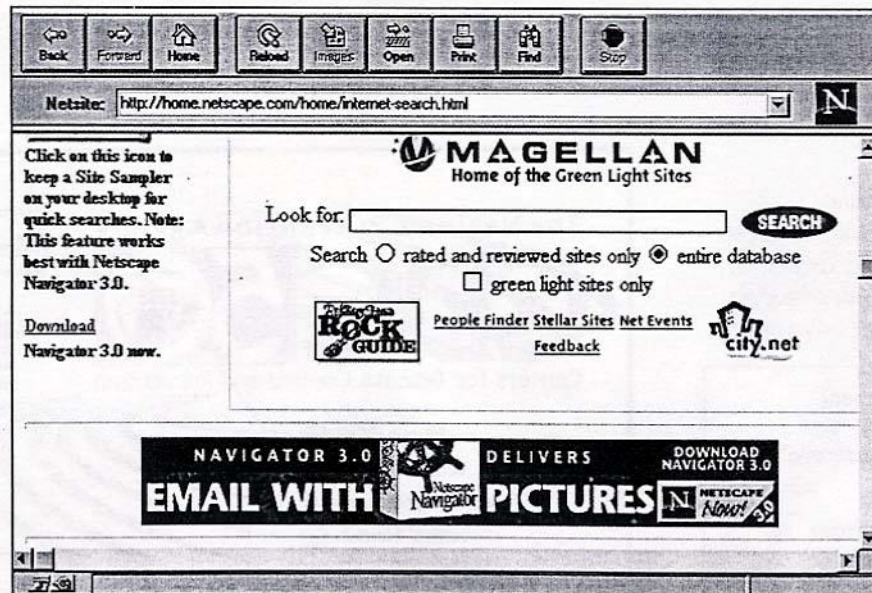 Back Forward Home Reload Images Open Print Find Stop
Netsite: http://home.netscape.com/home/internet-search.html
N
Click on this icon to
keep a Site Sampler
on your desktop for
quick searches. Note:
This feature works
best with Netscape
Navigator 3.0.
Download
Navigator 3.0 now.
MAGELLAN
Home of the Green Light Sites
Look for: SEARCH
Search rated and reviewed sites only entire database
green light sites only
ROCK
GUIDE
People Finder Stellar Sites Net Events
Feedback
city.net
NAVIGATOR 3.0 DELIVERS
EMAIL WITH PICTURES
Netscape
Navigator
DOWNLOAD
NAVIGATOR 3.0
N NETSCAPE
Now! 3.0